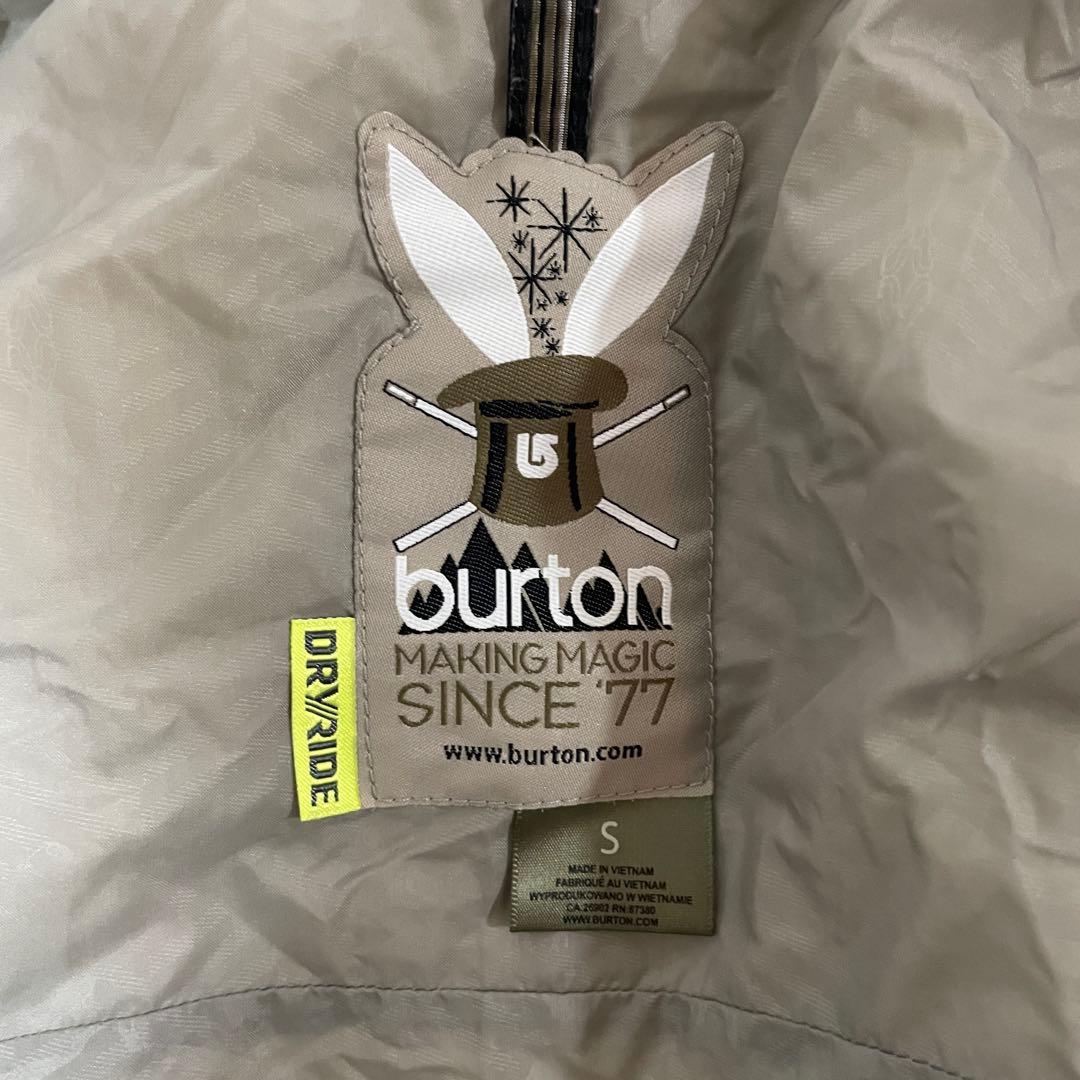 burton
MAKING MAGIC
SINCE '77
www.burton.com
DRY//RIDE
S
MADE IN VIETNAM
FABRIQUÉ AU VIETNAM
WYPRODUKOWANO W WIETNAMIE
CA:26902 RN:87380
WWW.BURTON.COM